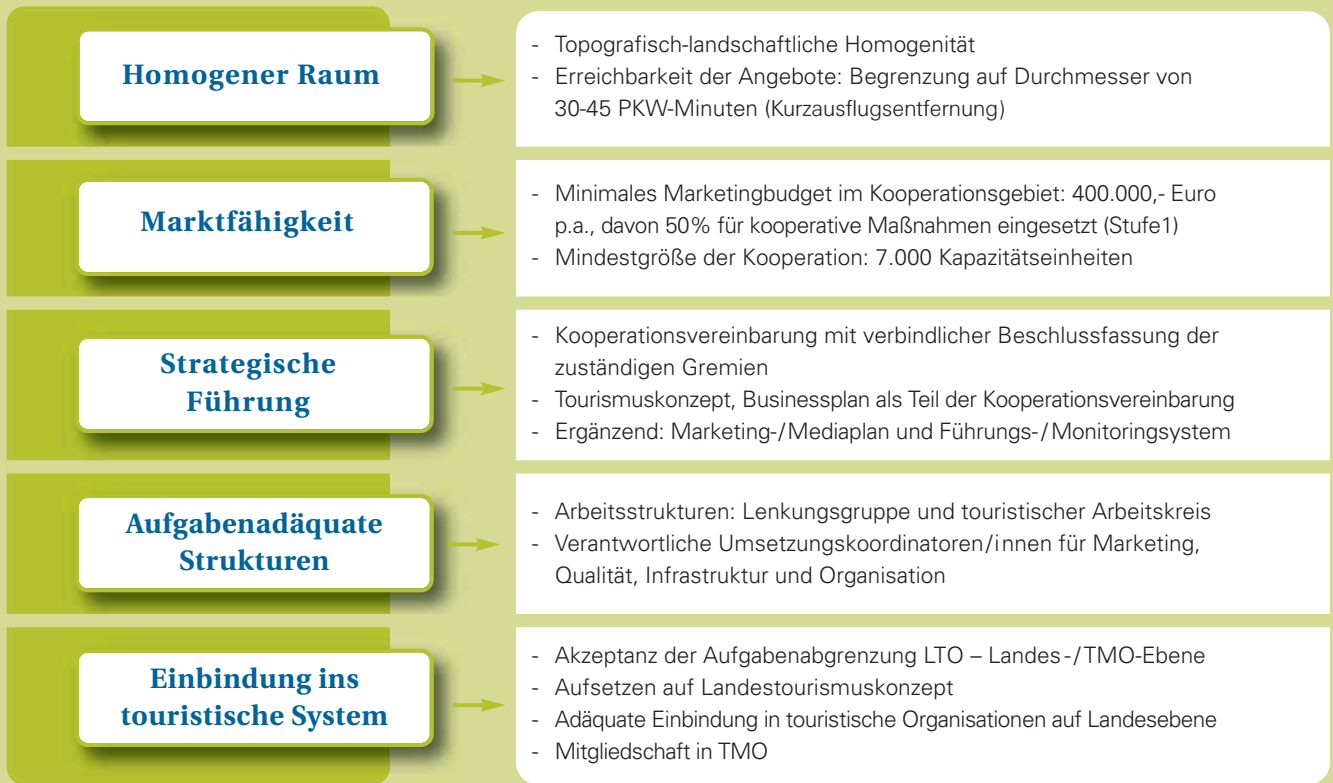 Homogener Raum
- Topografisch-landschaftliche Homogenität
- Erreichbarkeit der Angebote: Begrenzung auf Durchmesser von
30-45 PKW-Minuten (Kurzausflugsentfernung)
Marktfähigkeit
- Minimales Marketingbudget im Kooperationsgebiet: 400.000,- Euro
p.a., davon 50% für kooperative Maßnahmen eingesetzt (Stufe1)
- Mindestgröße der Kooperation: 7.000 Kapazitätseinheiten
Strategische
Führung
- Kooperationsvereinbarung mit verbindlicher Beschlussfassung der
zuständigen Gremien
- Tourismuskonzept, Businessplan als Teil der Kooperationsvereinbarung
- Ergänzend: Marketing-/Mediaplan und Führungs-/Monitoringsystem
Aufgabenadäquate
Strukturen
- Arbeitsstrukturen: Lenkungsgruppe und touristischer Arbeitskreis
- Verantwortliche Umsetzungskoordinatoren/innen für Marketing,
Qualität, Infrastruktur und Organisation
Einbindung ins
touristische System
- Akzeptanz der Aufgabenabgrenzung LTO – Landes-/TMO-Ebene
- Aufsetzen auf Landestourismuskonzept
- Adäquate Einbindung in touristische Organisationen auf Landesebene
- Mitgliedschaft in TMO